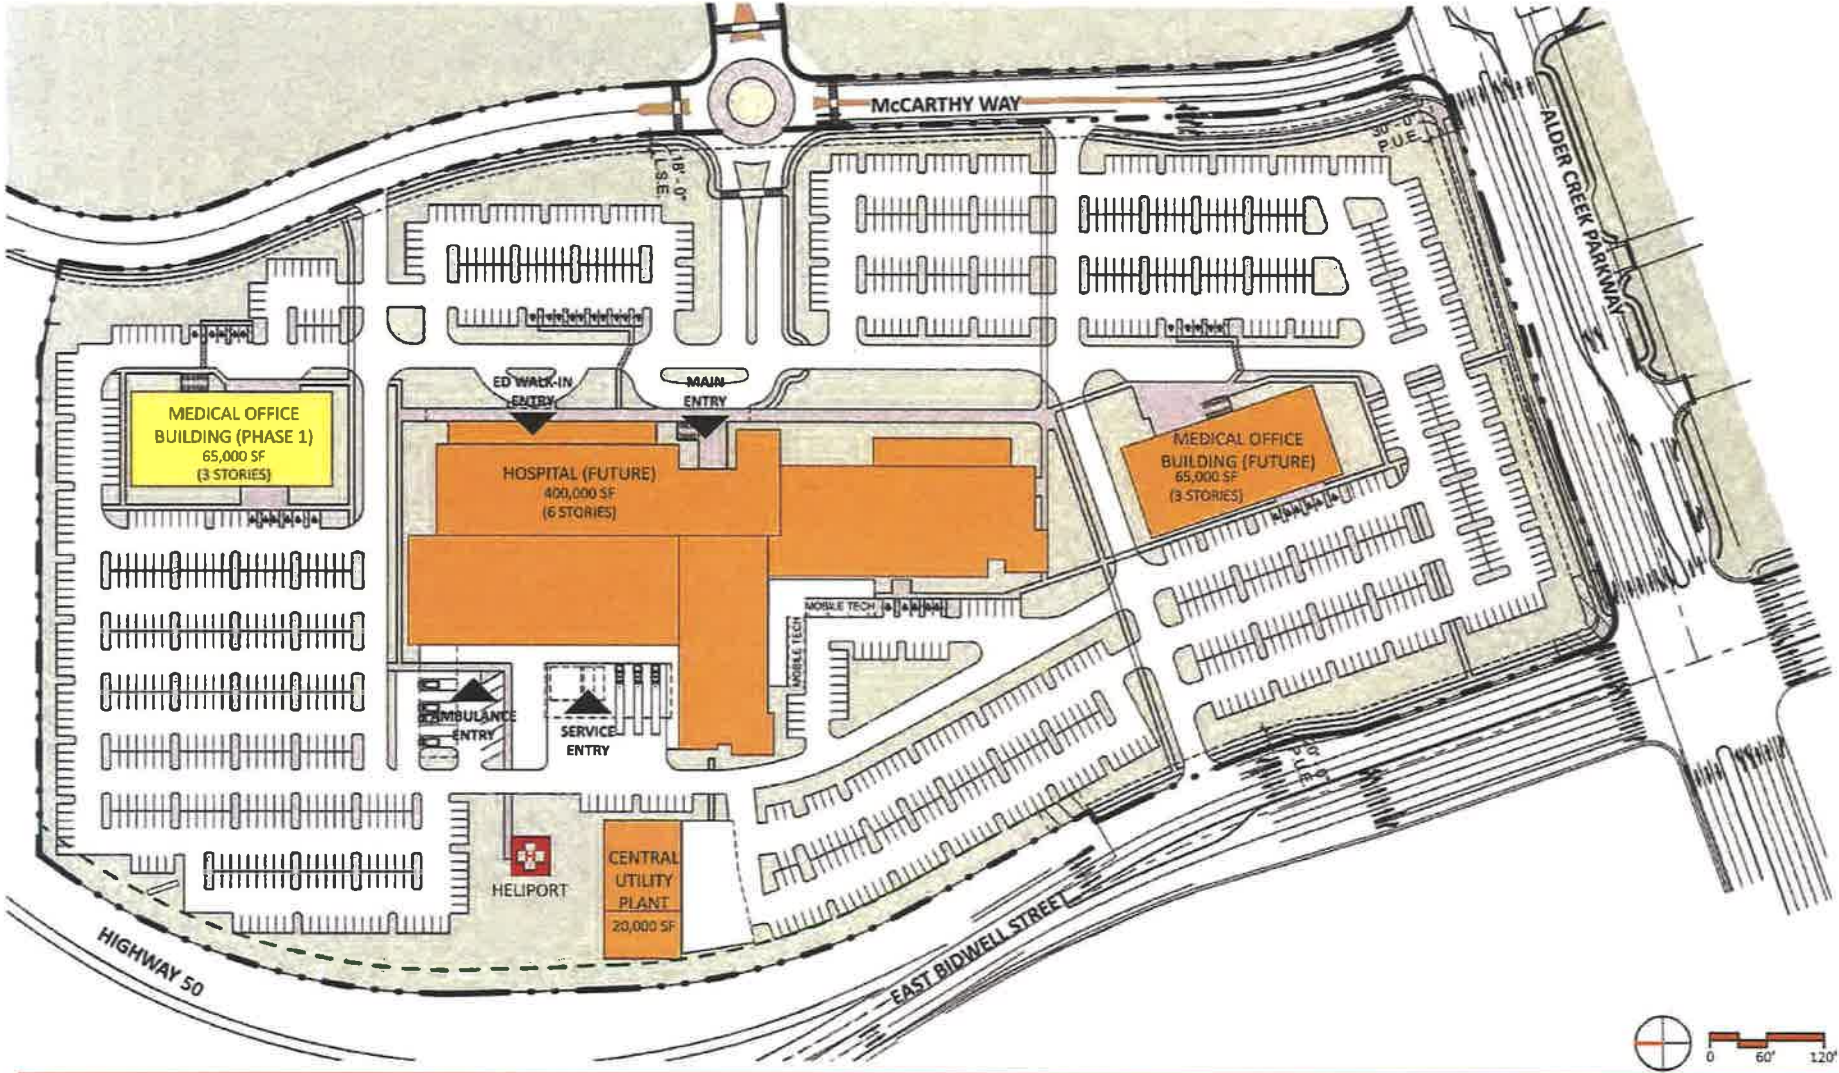 McCARTHY WAY
30'-0"
P.U.E.
18'-0"
L.S.E.
ALDER CREEK PARKWAY
ED WALK-IN
ENTRY
MAIN
ENTRY
MEDICAL OFFICE
BUILDING (PHASE 1)
65,000 SF
(3 STORIES)
HOSPITAL (FUTURE)
400,000 SF
(6 STORIES)
MEDICAL OFFICE
BUILDING (FUTURE)
65,000 SF
(3 STORIES)
MOBILE TECH
MOBILE TECH
AMBULANCE
ENTRY
SERVICE
ENTRY
P.U.E.
HELIPORT
CENTRAL
UTILITY
PLANT
20,000 SF
HIGHWAY 50
EAST BIDWELL STREET
0 60' 120'